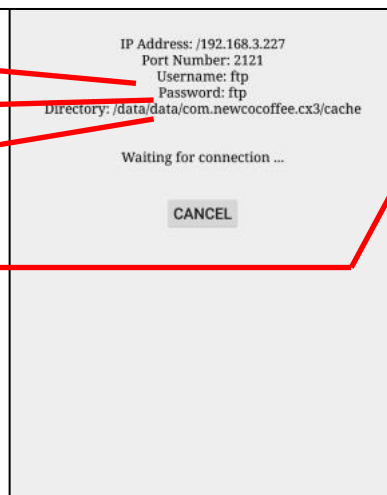 IP Address: /192.168.3.227
Port Number: 2121
Username: ftp
Password: ftp
Directory: /data/data/com.newcocoffee.cx3/cache
Waiting for connection ...
CANCEL